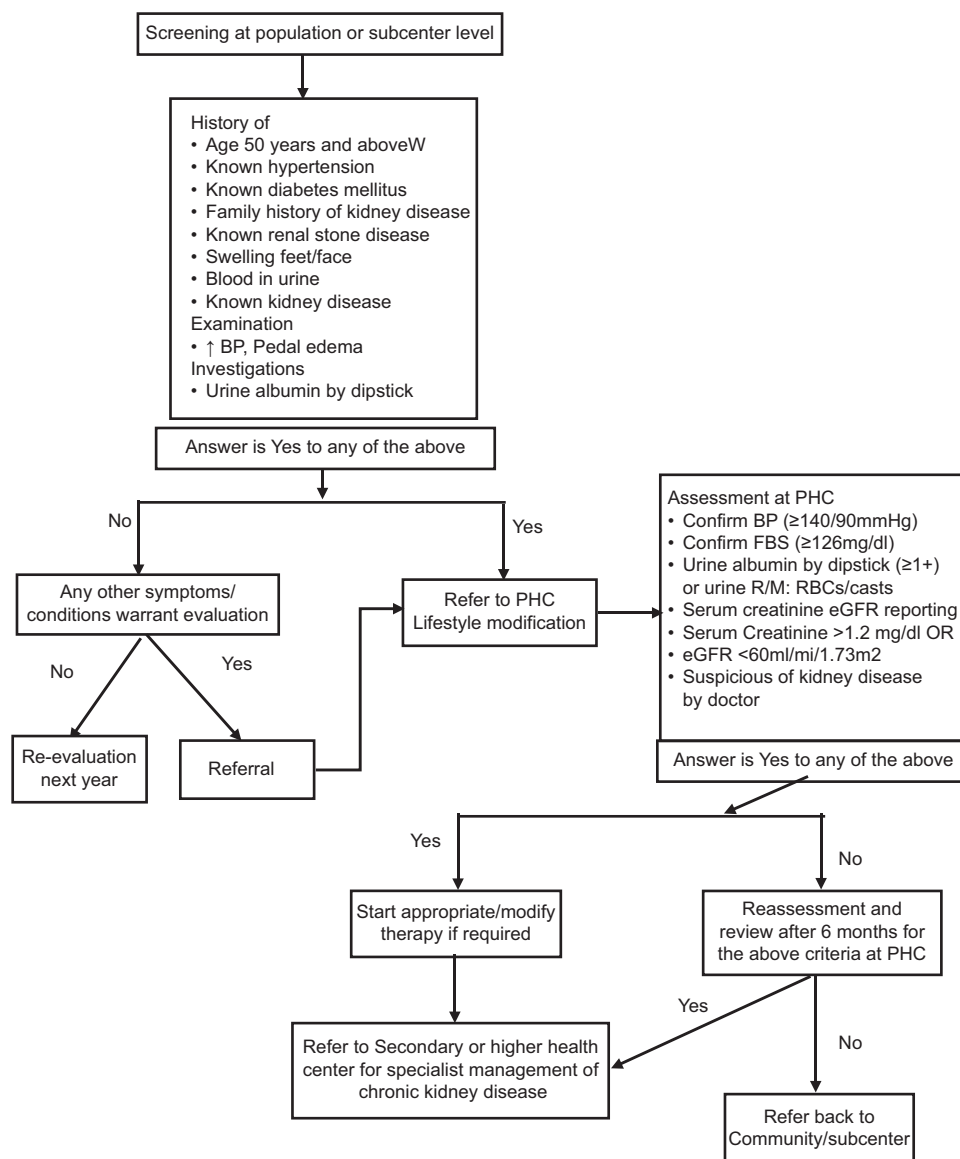 Screening at population or subcenter level
History of
• Age 50 years and aboveW
• Known hypertension
• Known diabetes mellitus
• Family history of kidney disease
• Known renal stone disease
• Swelling feet/face
• Blood in urine
• Known kidney disease
Examination
• ↑ BP, Pedal edema
Investigations
• Urine albumin by dipstick
Answer is Yes to any of the above
No
Yes
Any other symptoms/
conditions warrant evaluation
No
Yes
Re-evaluation
next year
Referral
Refer to PHC
Lifestyle modification
Assessment at PHC
• Confirm BP (≥140/90mmHg)
• Confirm FBS (≥126mg/dl)
• Urine albumin by dipstick (≥1+)
or urine R/M: RBCs/casts
• Serum creatinine eGFR reporting
• Serum Creatinine >1.2 mg/dl OR
• eGFR <60ml/mi/1.73m2
• Suspicious of kidney disease
by doctor
Answer is Yes to any of the above
Yes
No
Start appropriate/modify
therapy if required
Reassessment and
review after 6 months for
the above criteria at PHC
Yes
No
Refer to Secondary or higher health
center for specialist management of
chronic kidney disease
Refer back to
Community/subcenter